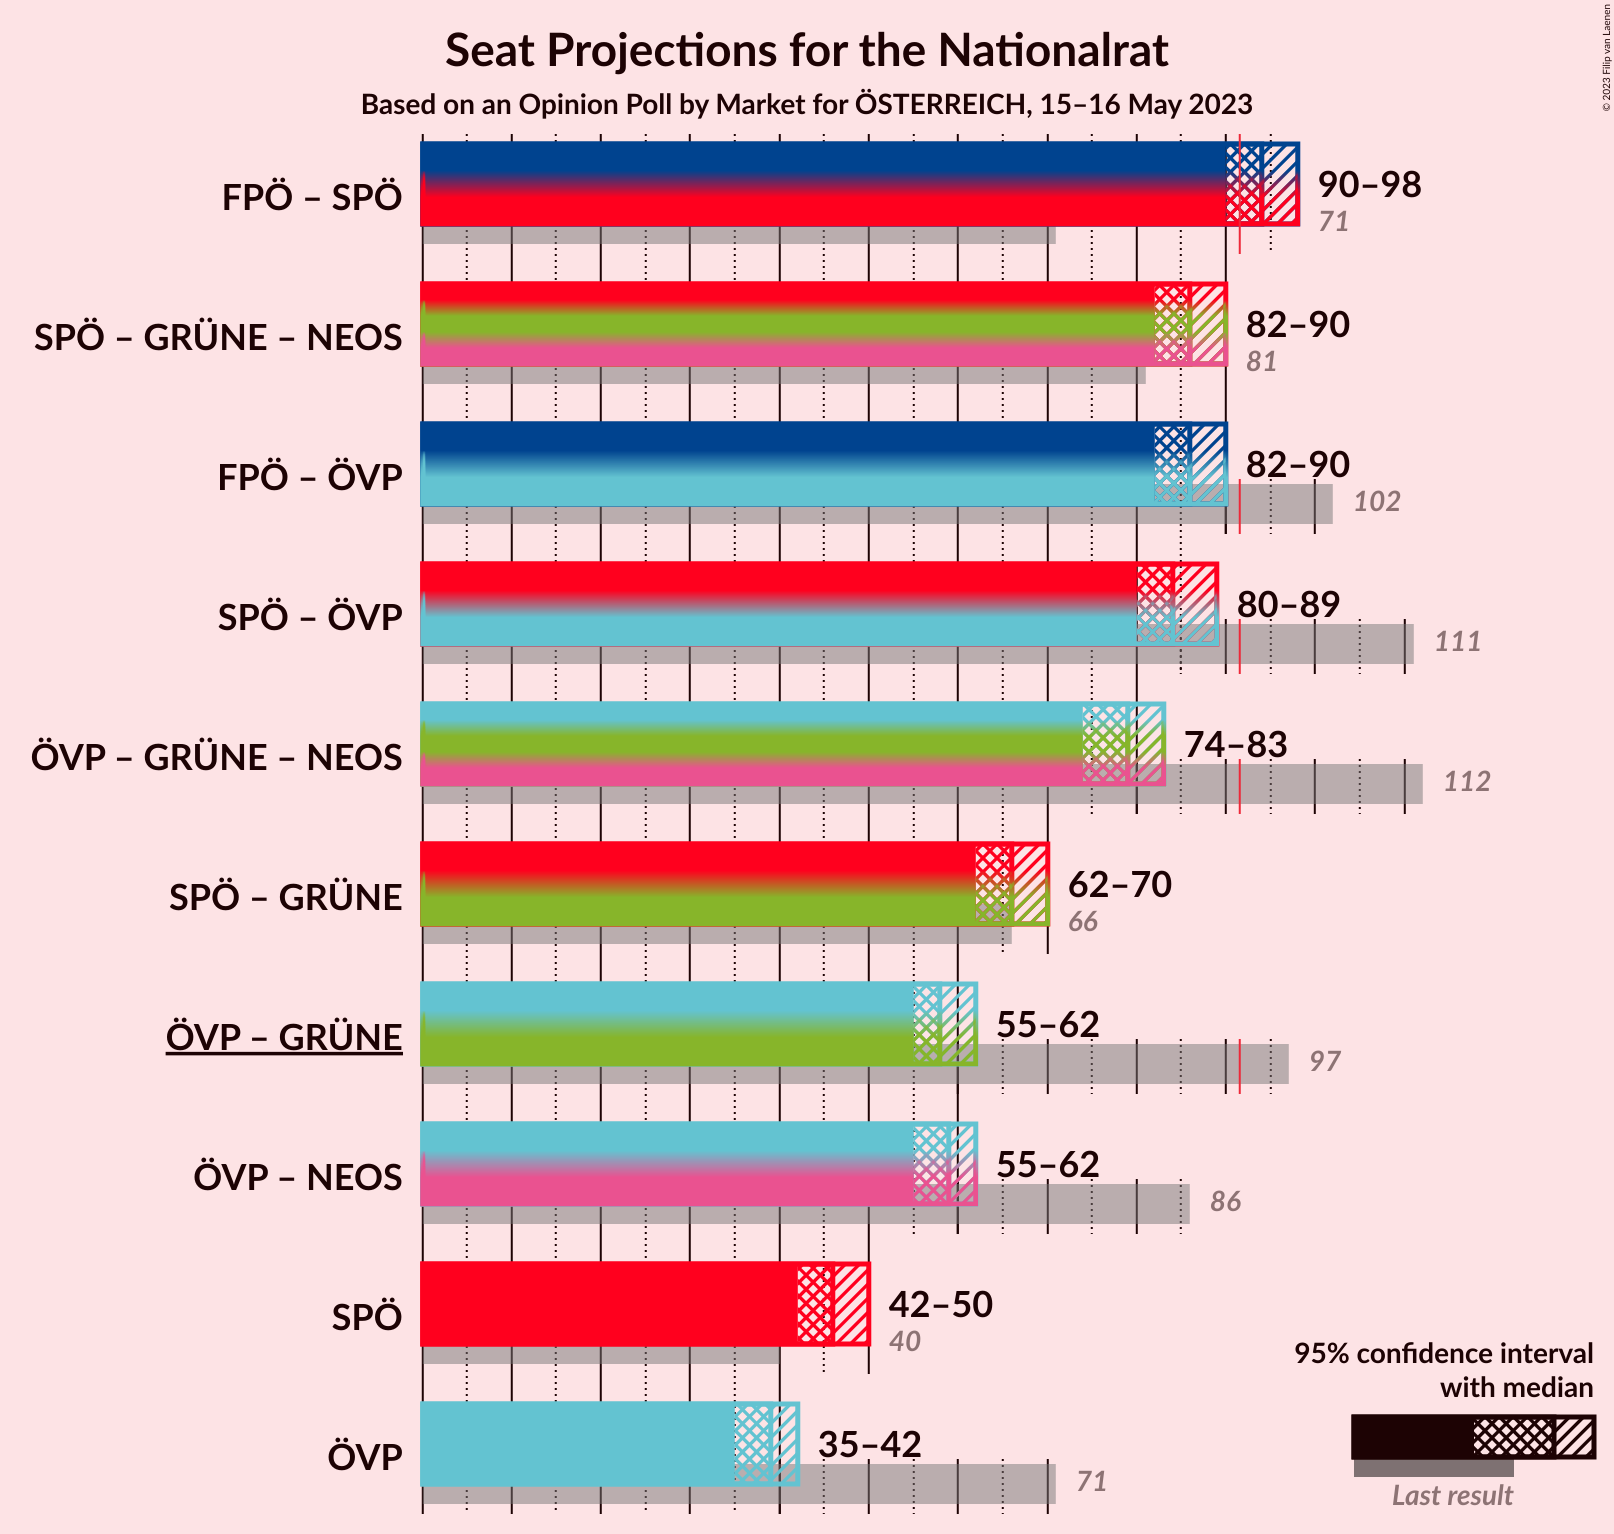 Seat Projections for the Nationalrat
Based on an Opinion Poll by Market for ÖSTERREICH, 15–16 May 2023
© 2023 Filip van Laenen
FPÖ – SPÖ
90–98
71
SPÖ – GRÜNE – NEOS
82–90
81
FPÖ – ÖVP
82–90
102
SPÖ – ÖVP
80–89
111
ÖVP – GRÜNE – NEOS
74–83
112
SPÖ – GRÜNE
62–70
66
ÖVP – GRÜNE
55–62
97
ÖVP – NEOS
55–62
86
SPÖ
42–50
40
ÖVP
35–42
71
95% confidence interval
with median
Last result